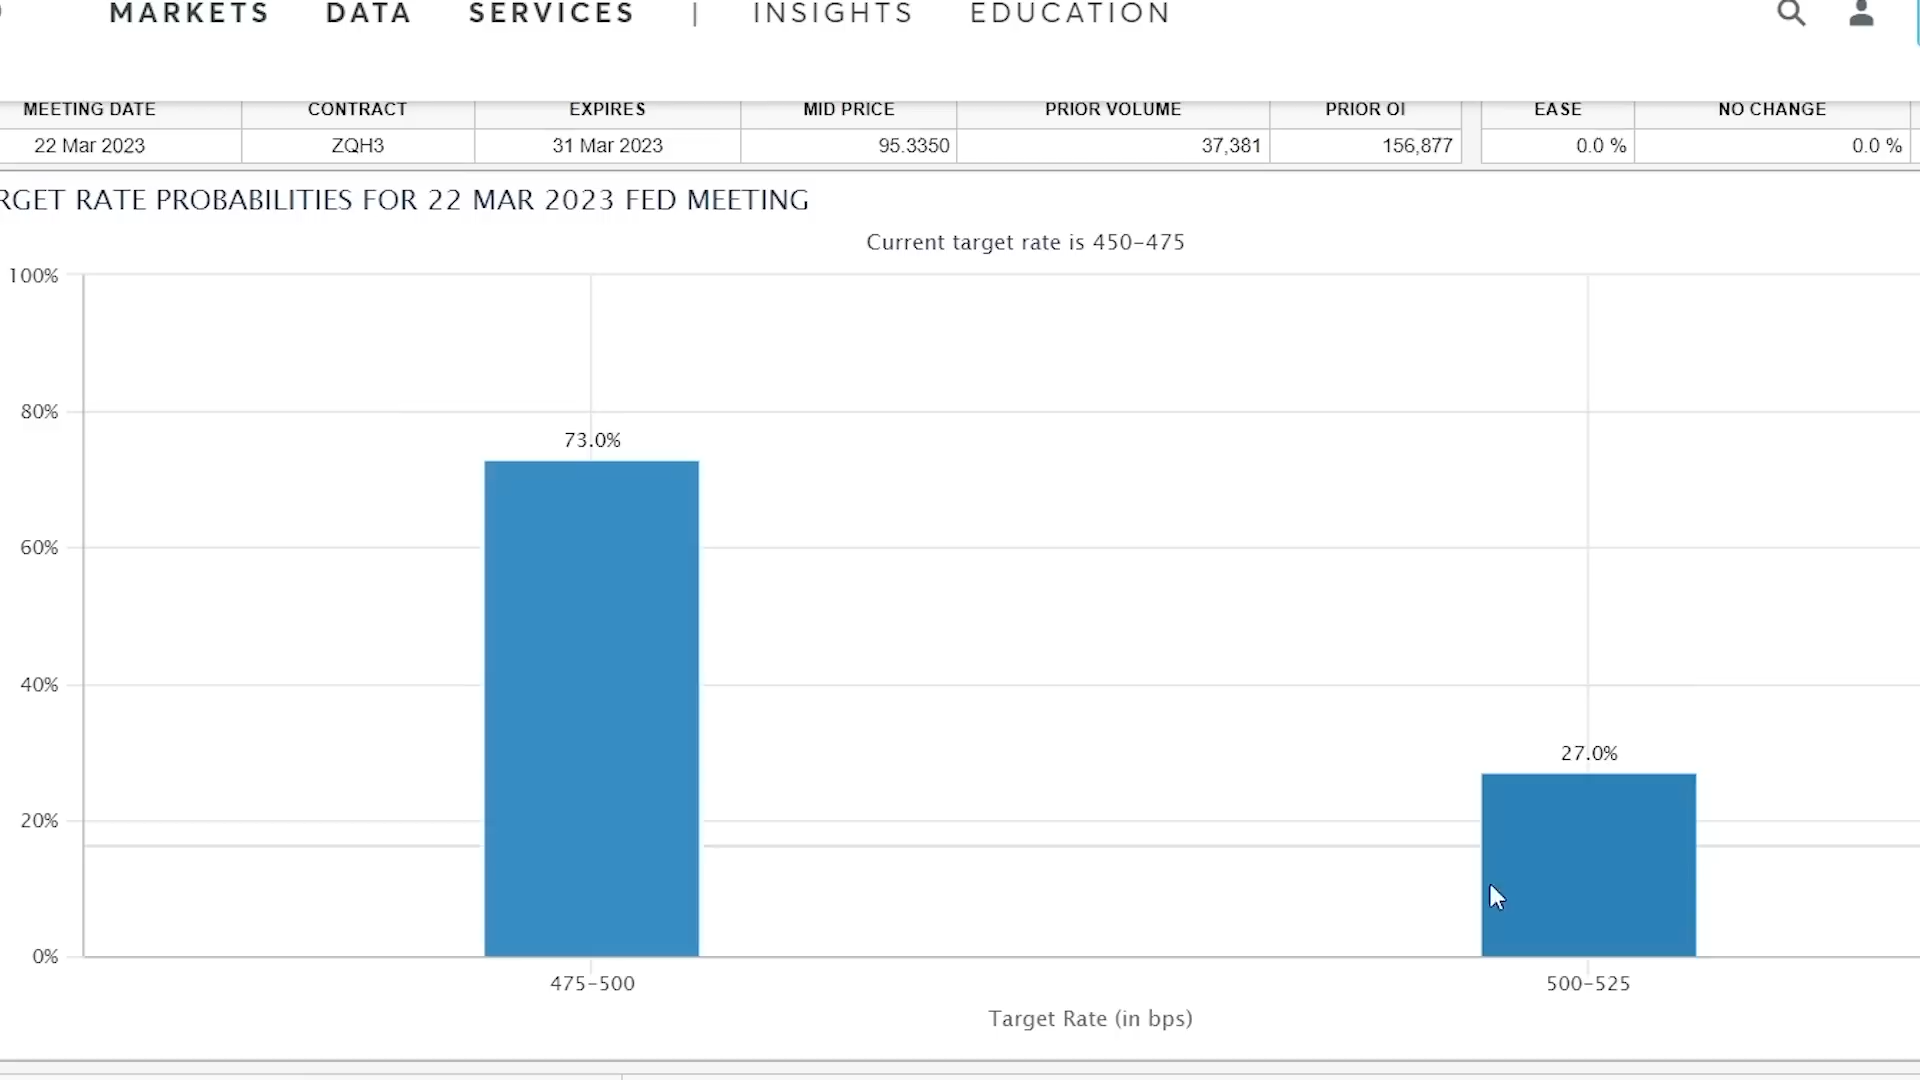 MARKETS DATA SERVICES | INSIGHTS EDUCATION
MEETING DATE CONTRACT EXPIRES MID PRICE PRIOR VOLUME PRIOR OI EASE NO CHANGE
22 Mar 2023 ZQH3 31 Mar 2023 95.3350 37,381 156,877 0.0 % 0.0 %
RGET RATE PROBABILITIES FOR 22 MAR 2023 FED MEETING
Current target rate is 450–475
100%
80%
73.0%
60%
40%
27.0%
20%
0%
475–500 500–525
Target Rate (in bps)